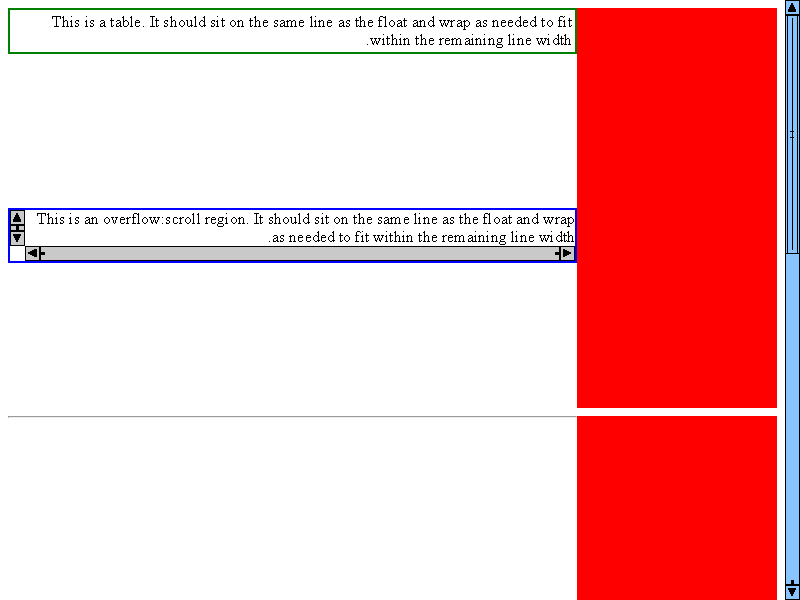 This is a table. It should sit on the same line as the float and wrap as needed to fit
.within the remaining line width
This is an overflow:scroll region. It should sit on the same line as the float and wrap
.as needed to fit within the remaining line width